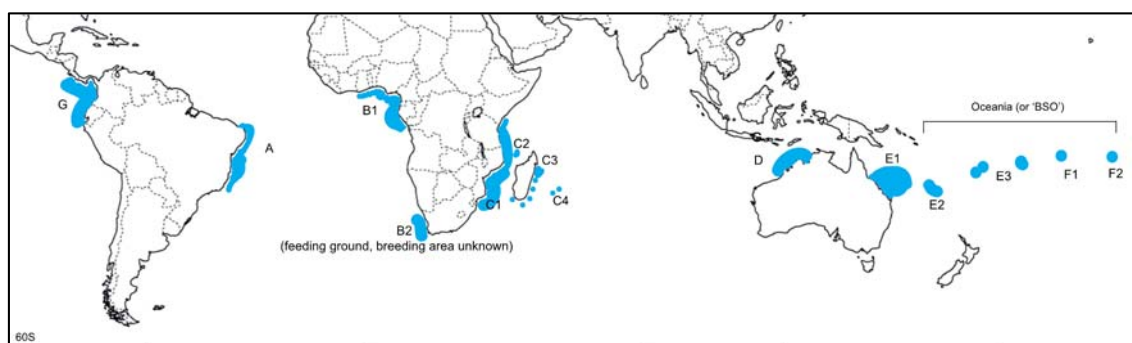 Oceania (or 'BSO')
G
A
B1
C2
C3
C4
C1
B2
(feeding ground, breeding area unknown)
D
E1
E2
E3
F1
F2
60S